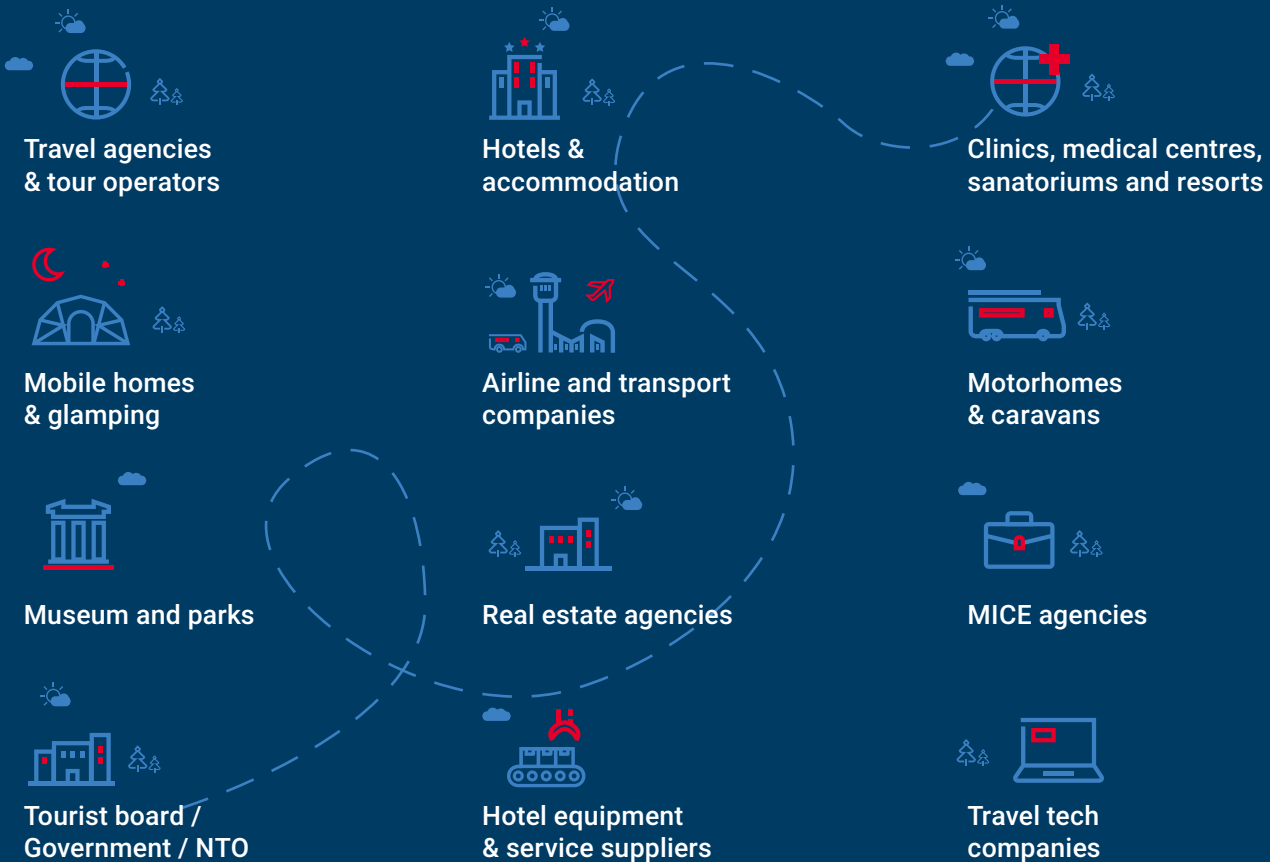 Travel agencies
& tour operators
Hotels &
accommodation
Clinics, medical centres,
sanatoriums and resorts
Mobile homes
& glamping
Airline and transport
companies
Motorhomes
& caravans
Museum and parks
Real estate agencies
MICE agencies
Tourist board /
Government / NTO
Hotel equipment
& service suppliers
Travel tech
companies